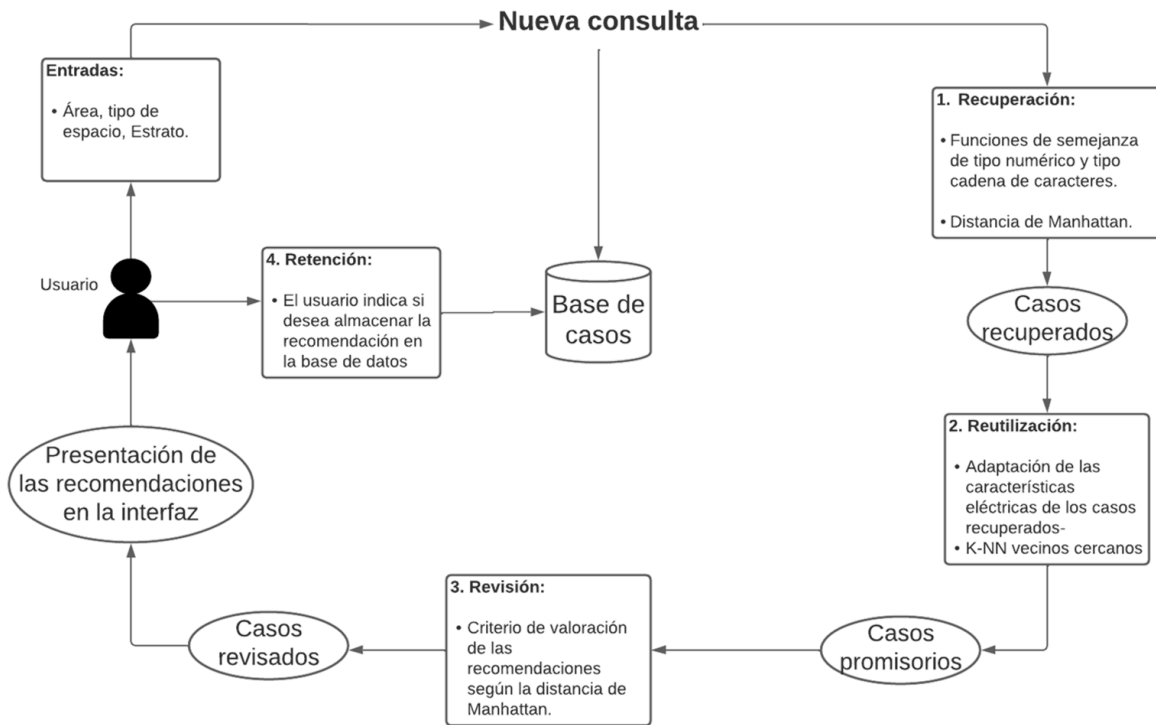 Nueva consulta
Entradas:
• Área, tipo de
espacio, Estrato.
1. Recuperación:
• Funciones de semejanza
de tipo numérico y tipo
cadena de caracteres.
• Distancia de Manhattan.
Usuario
4. Retención:
• El usuario indica si
desea almacenar la
recomendación en
la base de datos
Base de
casos
Casos
recuperados
2. Reutilización:
• Adaptación de las
características
eléctricas de los casos
recuperados-
• K-NN vecinos cercanos
Presentación de
las recomendaciones
en la interfaz
3. Revisión:
• Criterio de valoración
de las
recomendaciones
según la distancia de
Manhattan.
Casos
revisados
Casos
promisorios